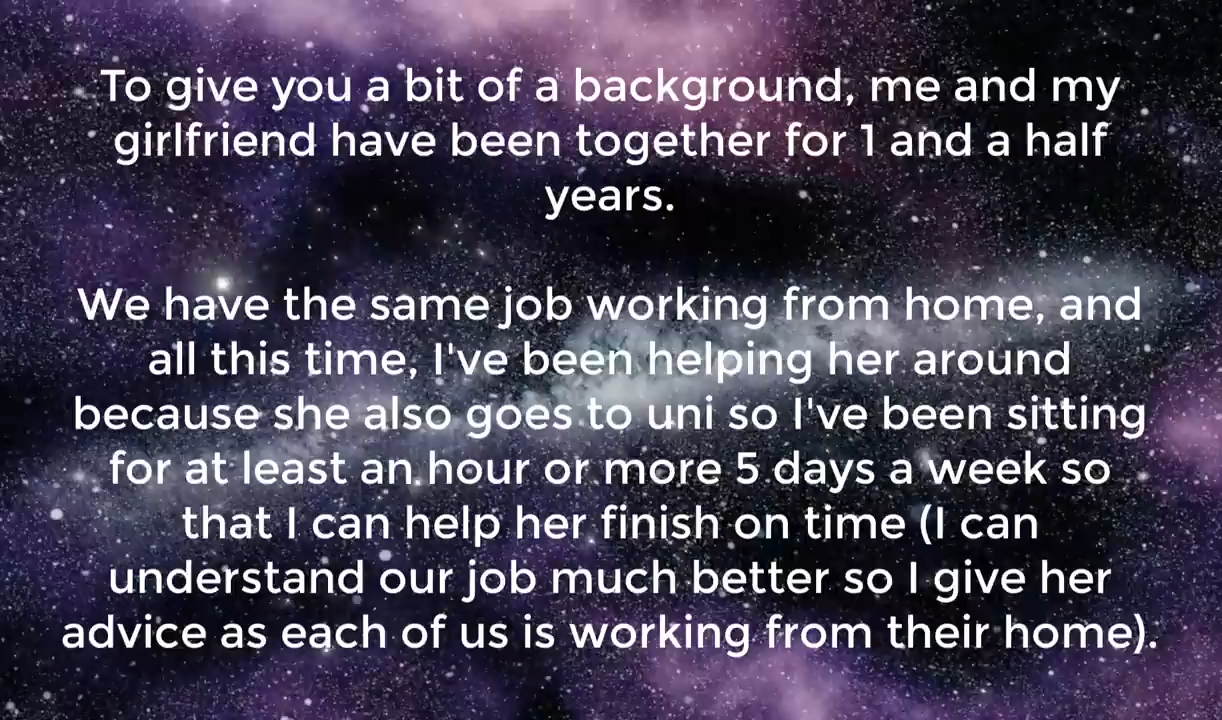 To give you a bit of a background, me and my
girlfriend have been together for 1 and a half
years.
We have the same job working from home, and
all this time, I've been helping her around
because she also goes to uni so I've been sitting
for at least an hour or more 5 days a week so
that I can help her finish on time (I can
understand our job much better so I give her
advice as each of us is working from their home).